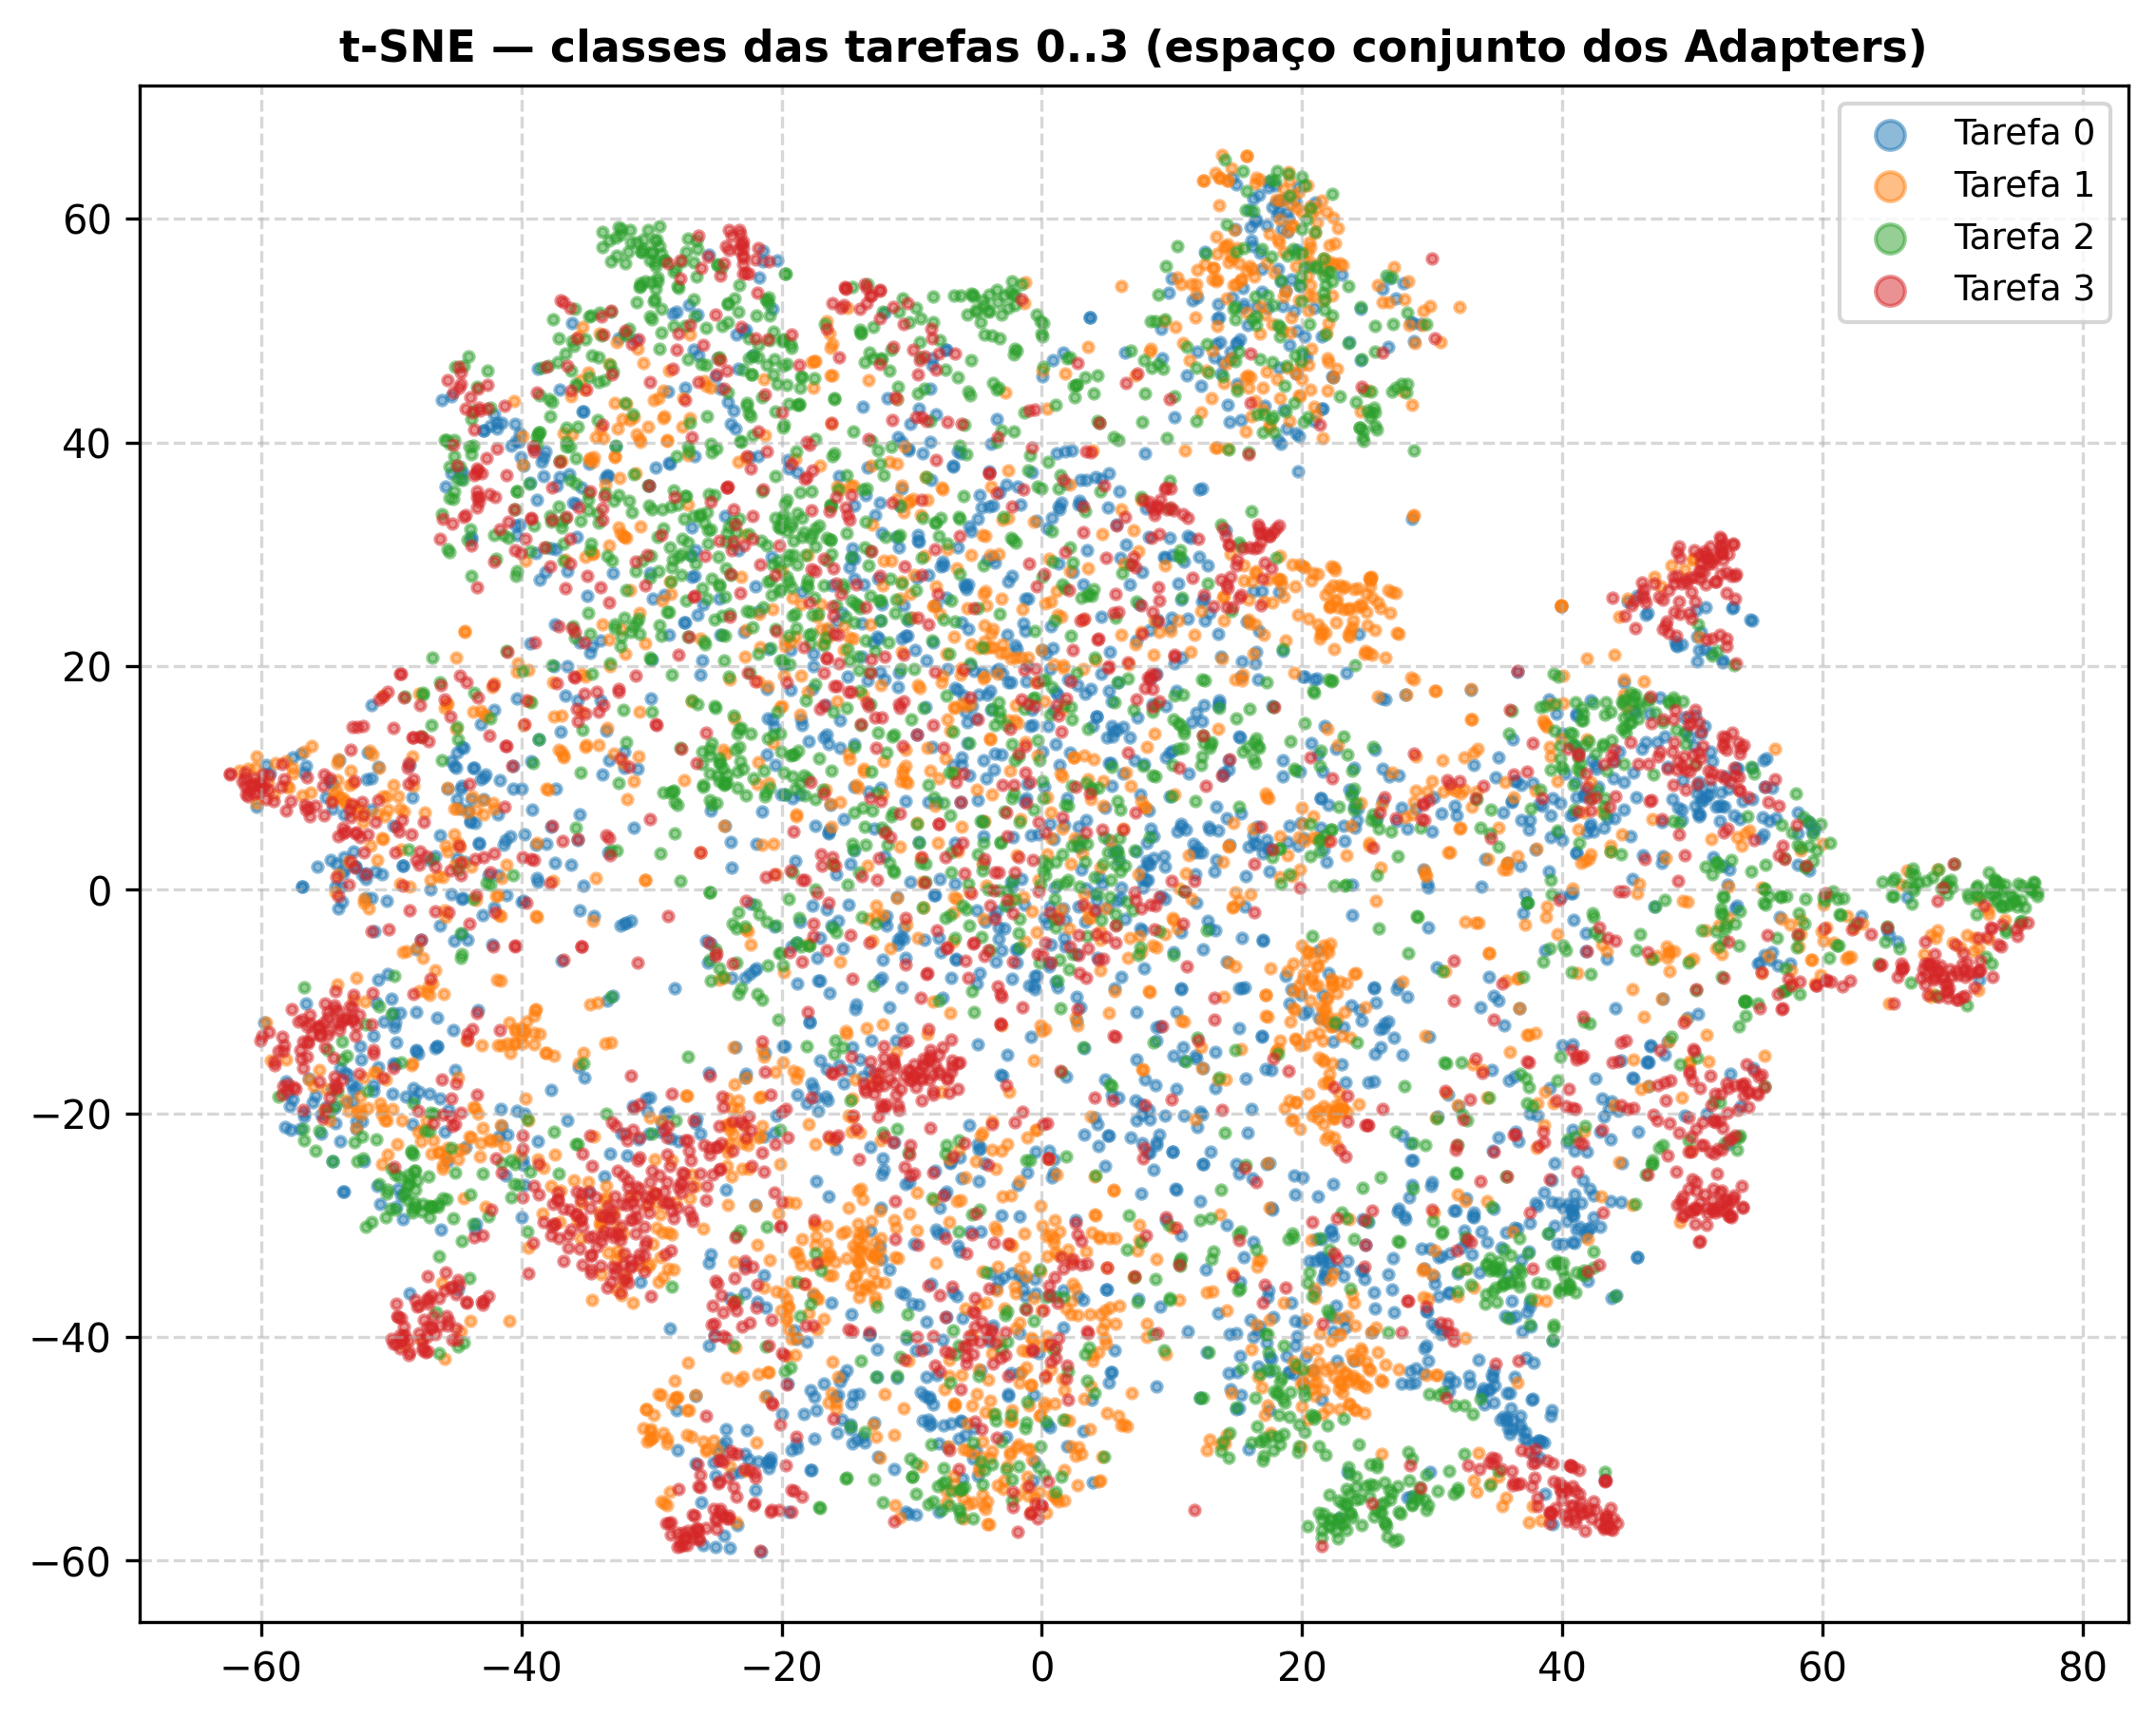 t-SNE — classes das tarefas 0..3 (espaço conjunto dos Adapters)
Tarefa 0
Tarefa 1
Tarefa 2
Tarefa 3
60
40
20
0
−20
−40
−60
−60 −40 −20 0 20 40 60 80